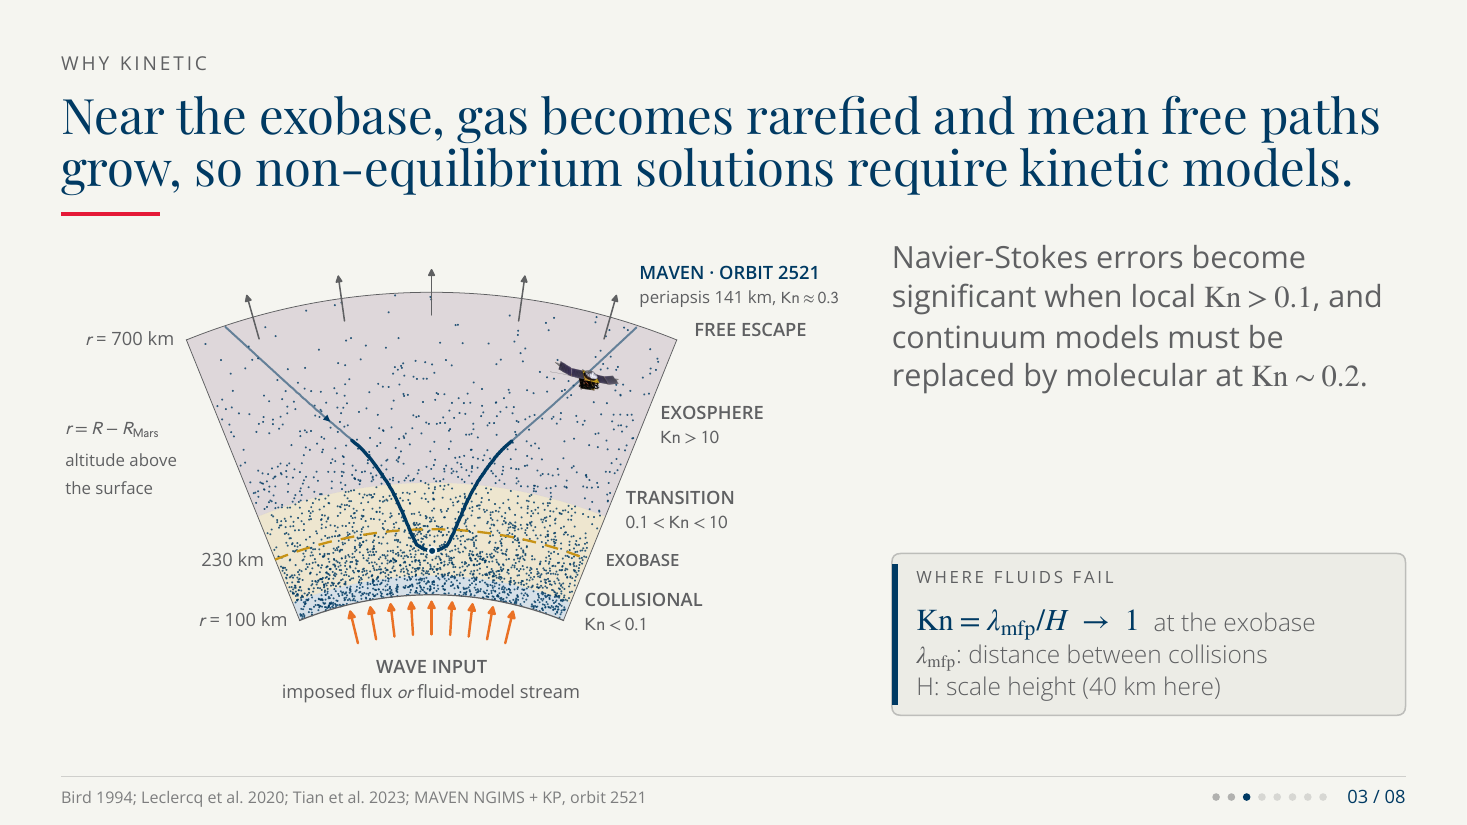 WHY KINETIC
Near the exobase, gas becomes rarefied and mean free paths
grow, so non-equilibrium solutions require kinetic models.
MAVEN · ORBIT 2521
periapsis 141 km, Kn ≈ 0.3
FREE ESCAPE
r = 700 km
EXOSPHERE
Kn > 10
r = R − R_Mars
altitude above
the surface
TRANSITION
0.1 < Kn < 10
230 km
EXOBASE
COLLISIONAL
Kn < 0.1
r = 100 km
WAVE INPUT
imposed flux or fluid-model stream
Navier-Stokes errors become
significant when local Kn > 0.1, and
continuum models must be
replaced by molecular at Kn ~ 0.2.
WHERE FLUIDS FAIL
Kn = λ_mfp/H → 1 at the exobase
λ_mfp: distance between collisions
H: scale height (40 km here)
Bird 1994; Leclercq et al. 2020; Tian et al. 2023; MAVEN NGIMS + KP, orbit 2521
03 / 08